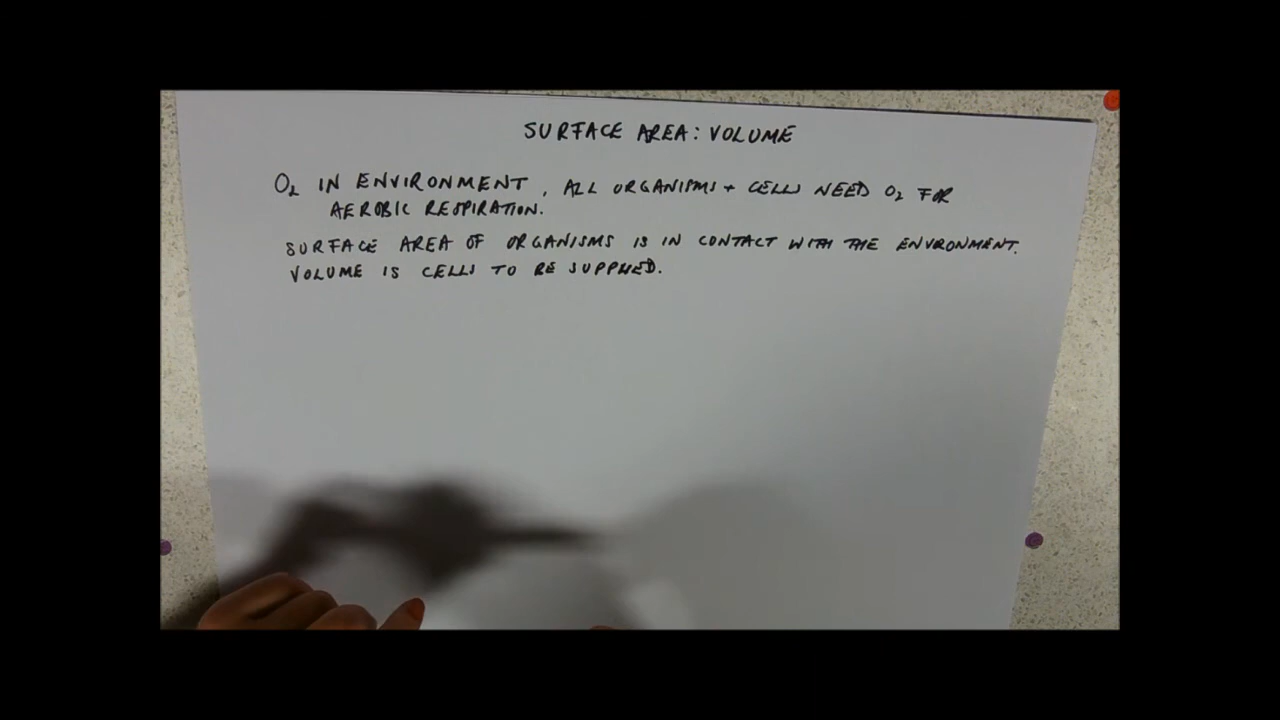 SURFACE AREA: VOLUME
O₂ IN ENVIRONMENT, ALL ORGANISMS + CELLS NEED O₂ FOR
AEROBIC RESPIRATION.
SURFACE AREA OF ORGANISMS IS IN CONTACT WITH THE ENVIRONMENT.
VOLUME IS CELLS TO BE SUPPLIED.